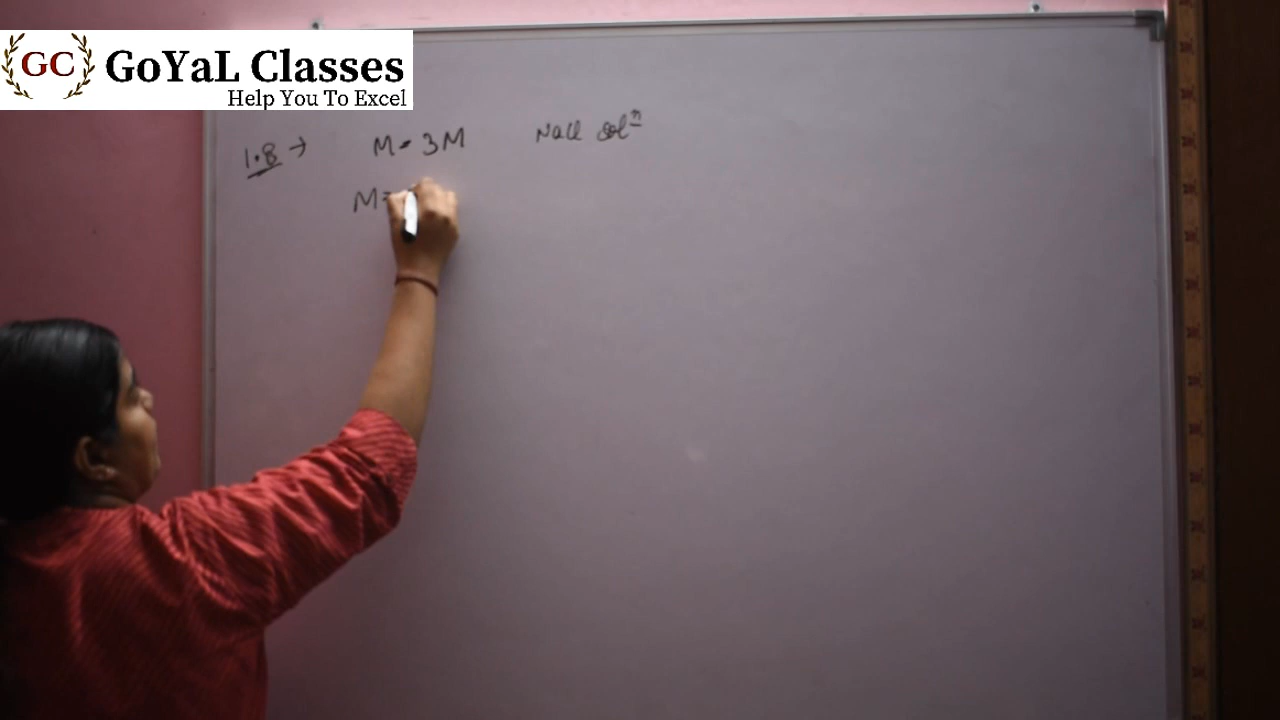 GC GoYaL Classes
Help You To Excel
1.8 → M = 3M NaCl solⁿ
M=